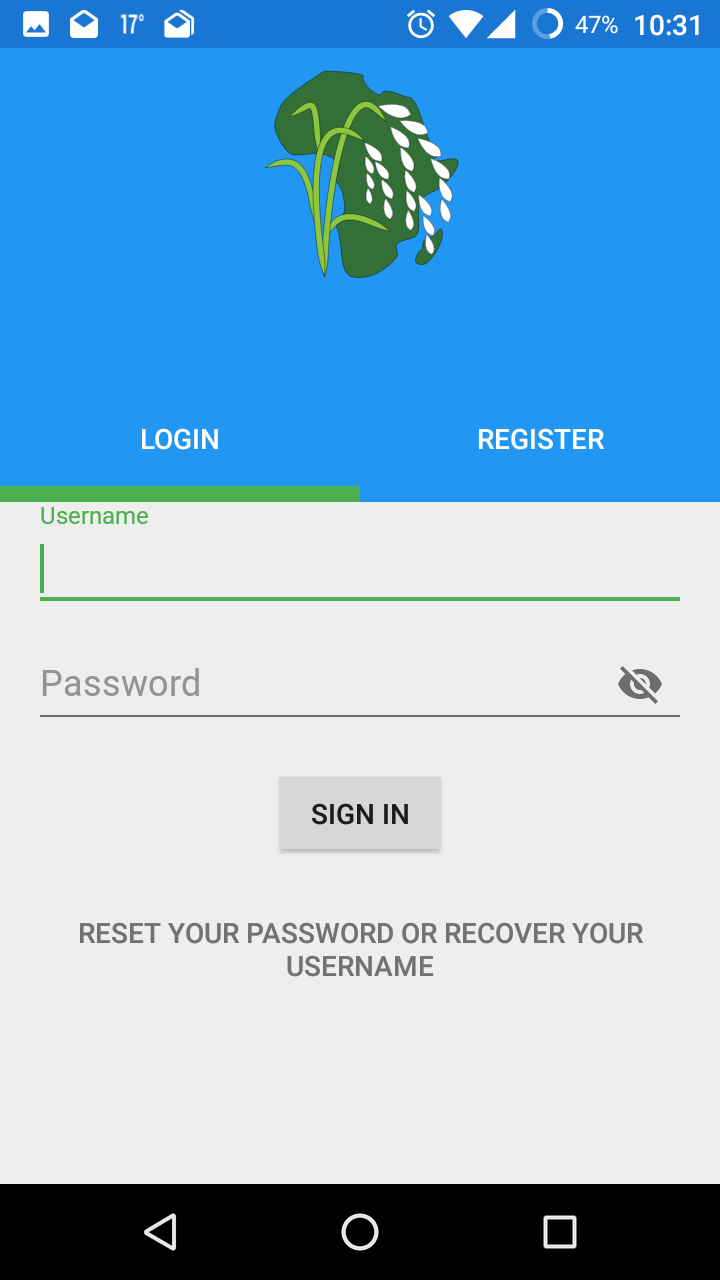 17° 47% 10:31
LOGIN REGISTER
Username
Password
SIGN IN
RESET YOUR PASSWORD OR RECOVER YOUR
USERNAME